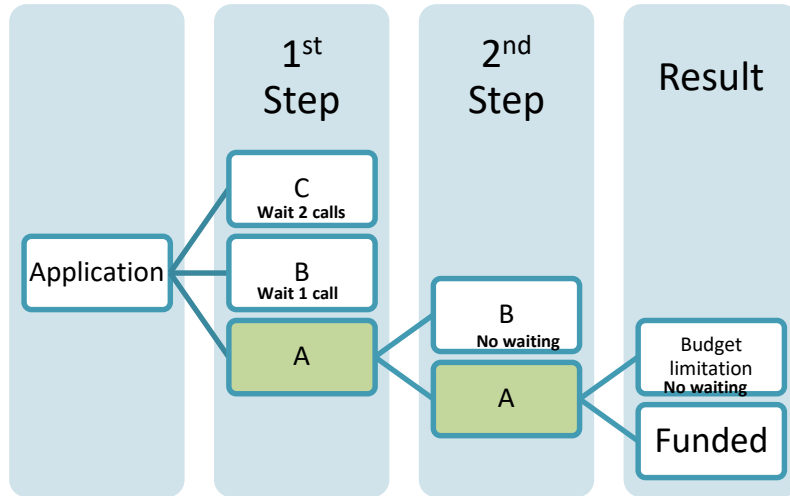 1st
Step
2nd
Step
Result
C
Wait 2 calls
Application
B
Wait 1 call
A
B
No waiting
A
Budget
limitation
No waiting
Funded